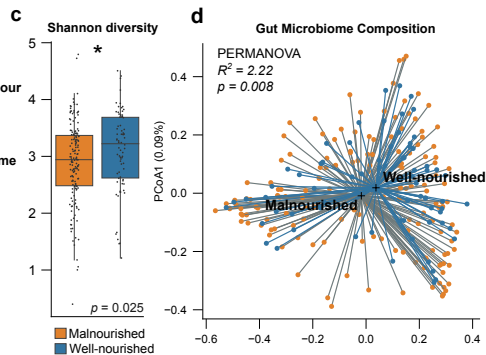 c
Shannon diversity
5
4
3
2
1
*
our
me
p = 0.025
Malnourished
Well-nourished
d
Gut Microbiome Composition
PERMANOVA
R² = 2.22
p = 0.008
PCoA1 (0.09%)
0.4
0.2
0.0
−0.2
−0.4
Well-nourished
Malnourished
−0.6 −0.4 −0.2 0.0 0.2 0.4